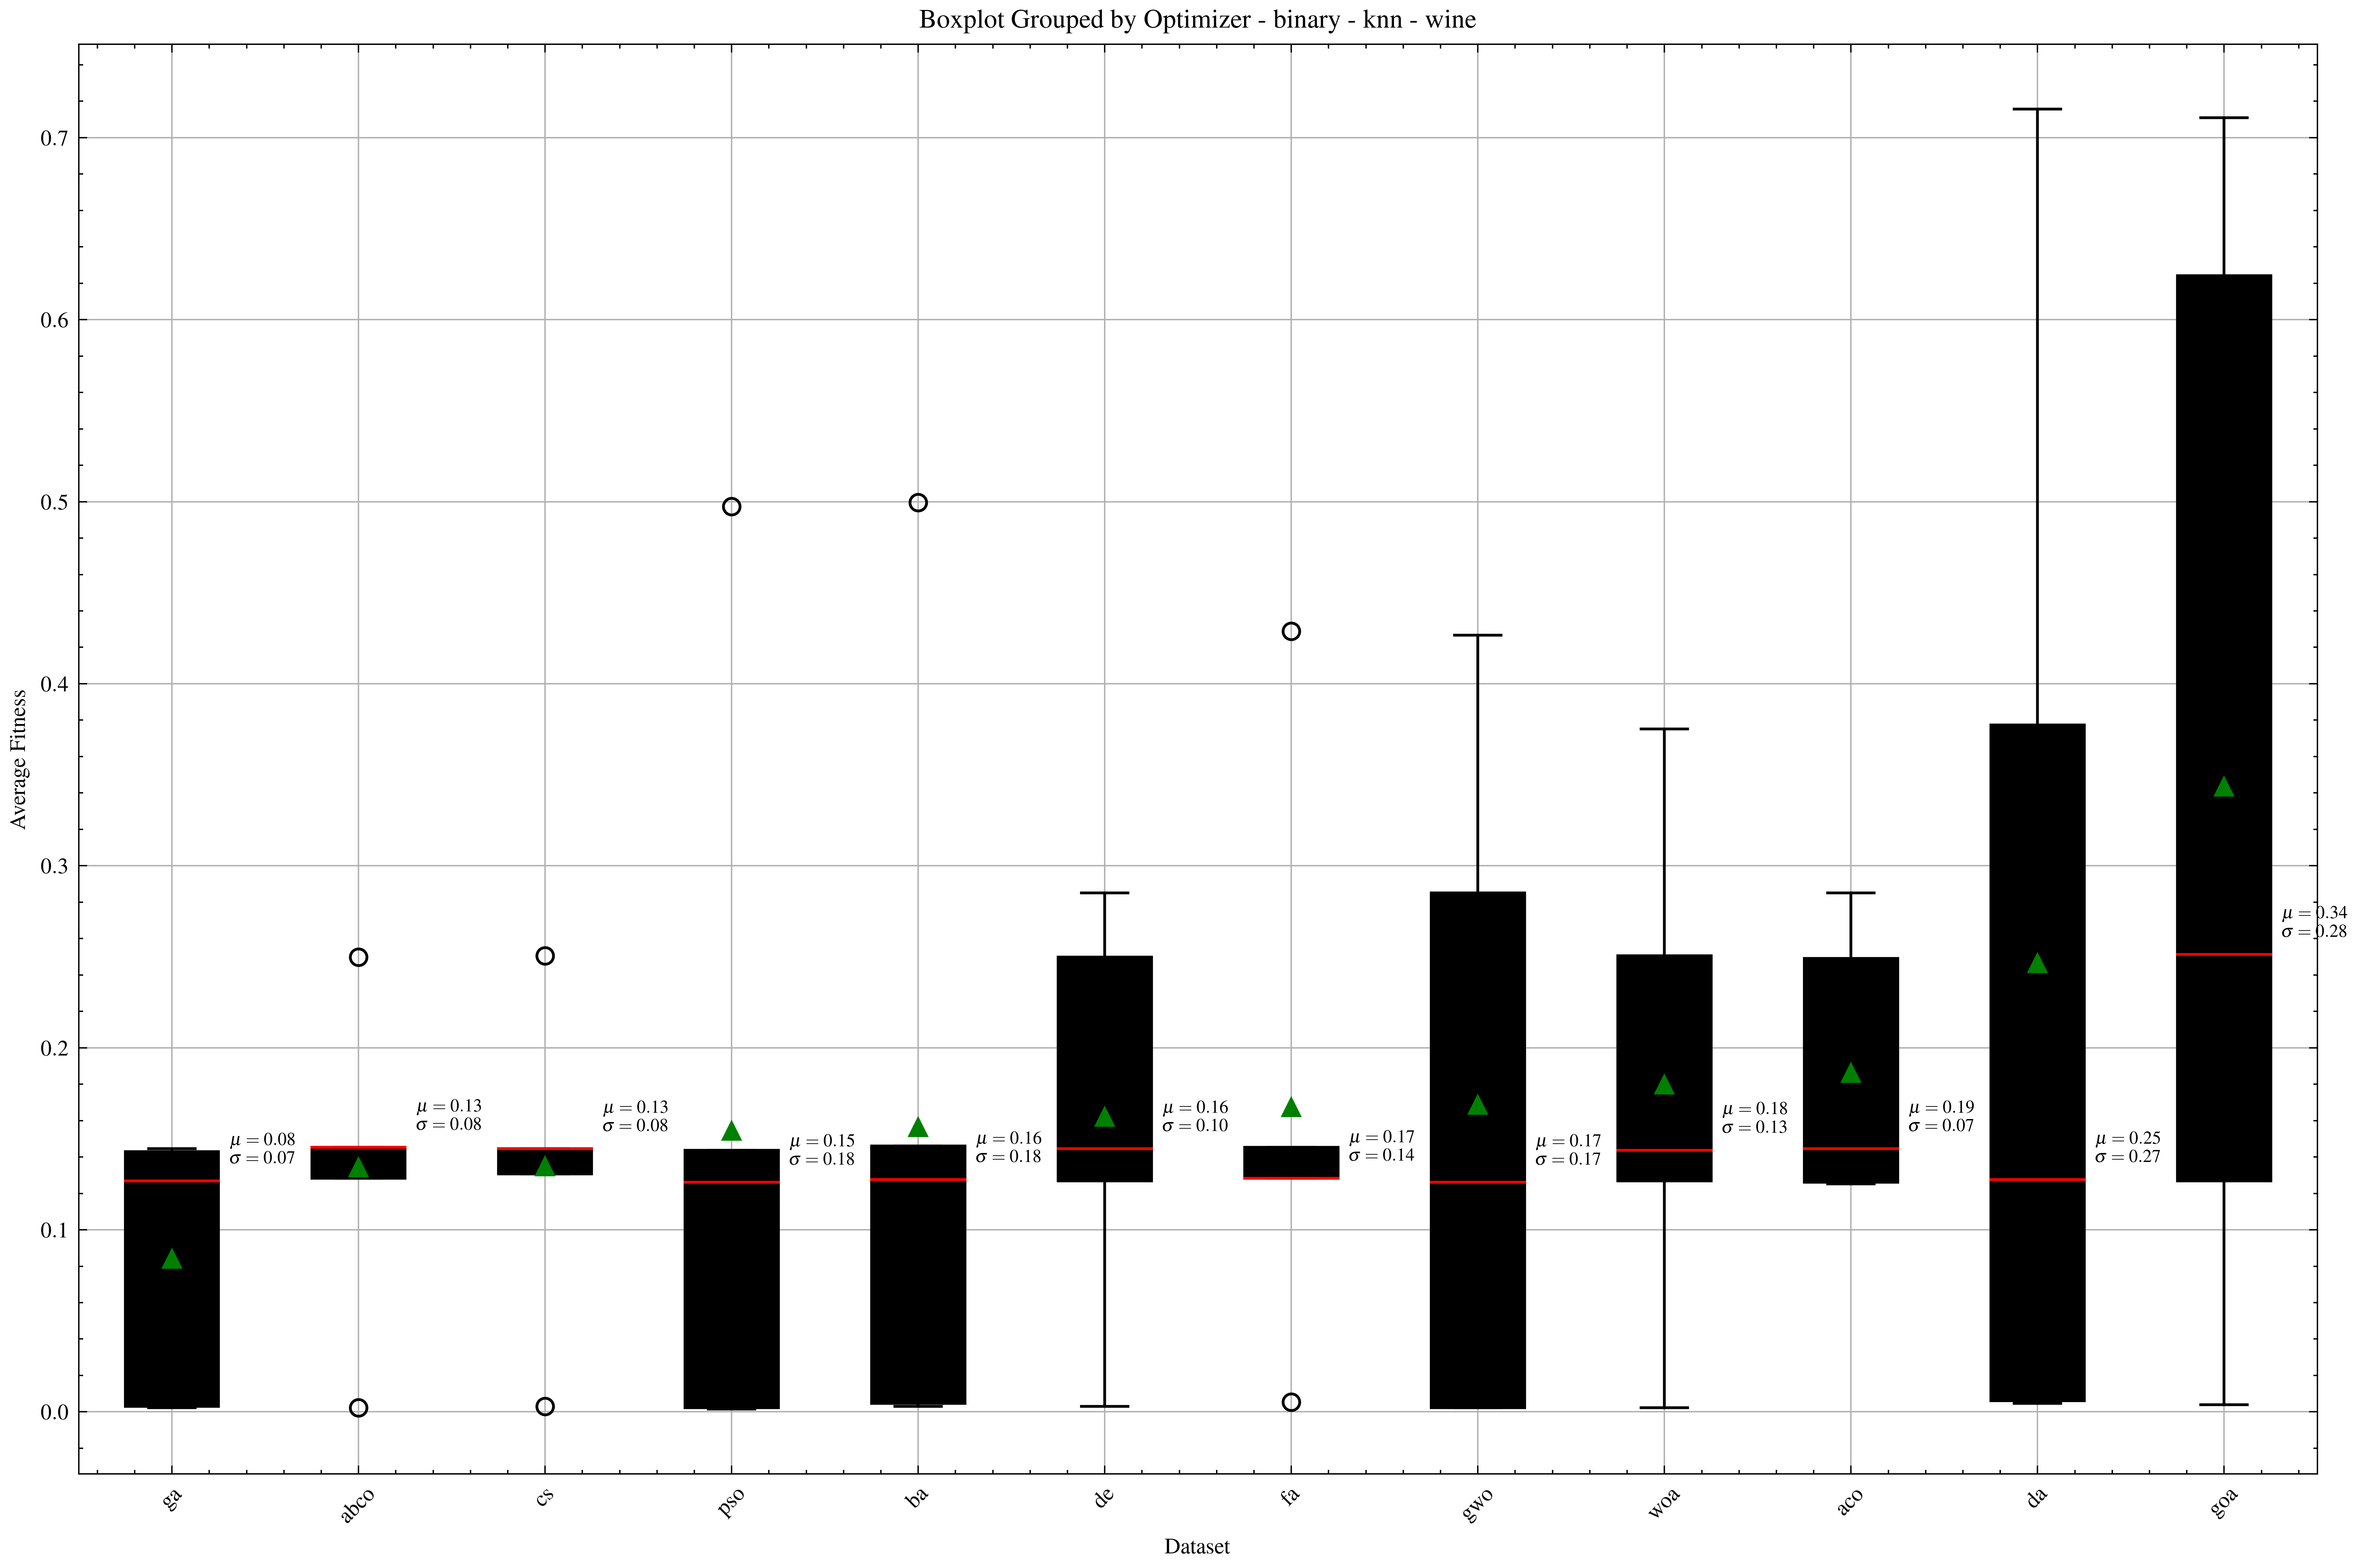 Boxplot Grouped by Optimizer - binary - knn - wine
Average Fitness
0.7
0.6
0.5
0.4
0.3
0.2
0.1
0.0
μ = 0.08
σ = 0.07
μ = 0.13
σ = 0.08
μ = 0.13
σ = 0.08
μ = 0.15
σ = 0.18
μ = 0.16
σ = 0.18
μ = 0.16
σ = 0.10
μ = 0.17
σ = 0.14
μ = 0.17
σ = 0.17
μ = 0.18
σ = 0.13
μ = 0.19
σ = 0.07
μ = 0.25
σ = 0.27
μ = 0.34
σ = 0.28
ga
abco
cs
pso
ba
de
fa
gwo
woa
aco
da
goa
Dataset